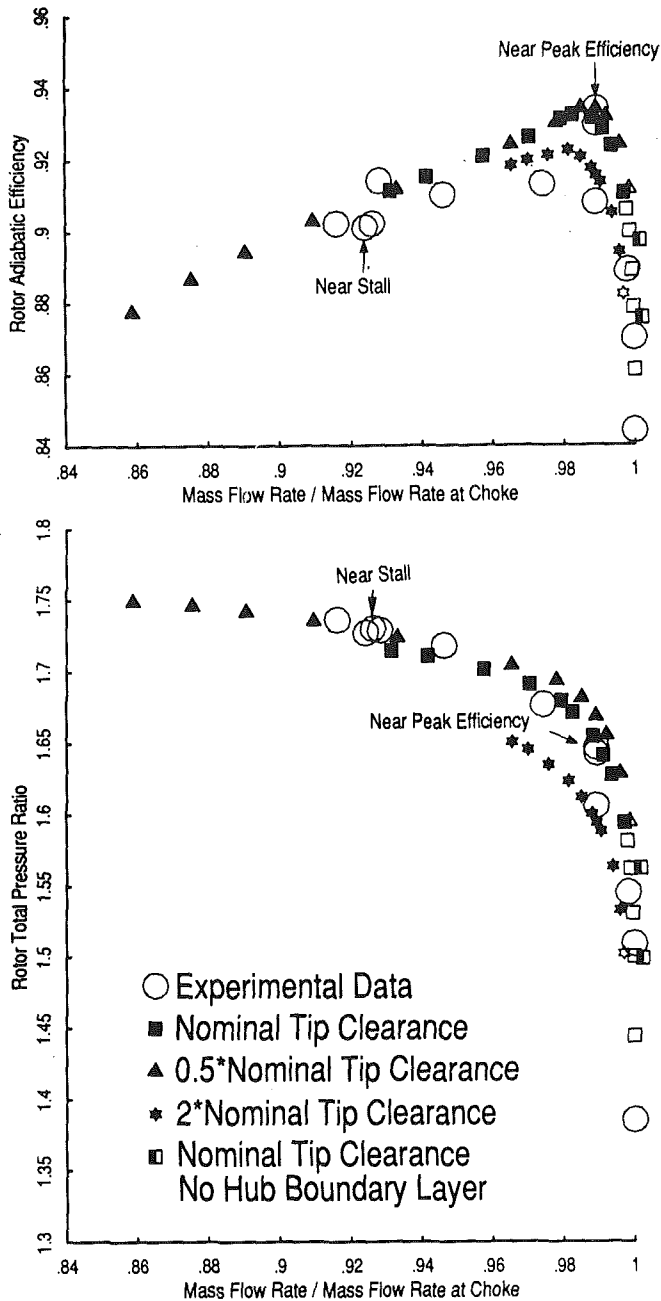 .96
.94
.92
.9
.88
.86
.84
Rotor Adiabatic Efficiency
Near Peak Efficiency
Near Stall
.84 .86 .88 .9 .92 .94 .96 .98 1
Mass Flow Rate / Mass Flow Rate at Choke
1.8
1.75
1.7
1.65
1.6
1.55
1.5
1.45
1.4
1.35
1.3
Rotor Total Pressure Ratio
Near Stall
Near Peak Efficiency
Experimental Data
Nominal Tip Clearance
0.5*Nominal Tip Clearance
2*Nominal Tip Clearance
Nominal Tip Clearance
No Hub Boundary Layer
.84 .86 .88 .9 .92 .94 .96 .98 1
Mass Flow Rate / Mass Flow Rate at Choke